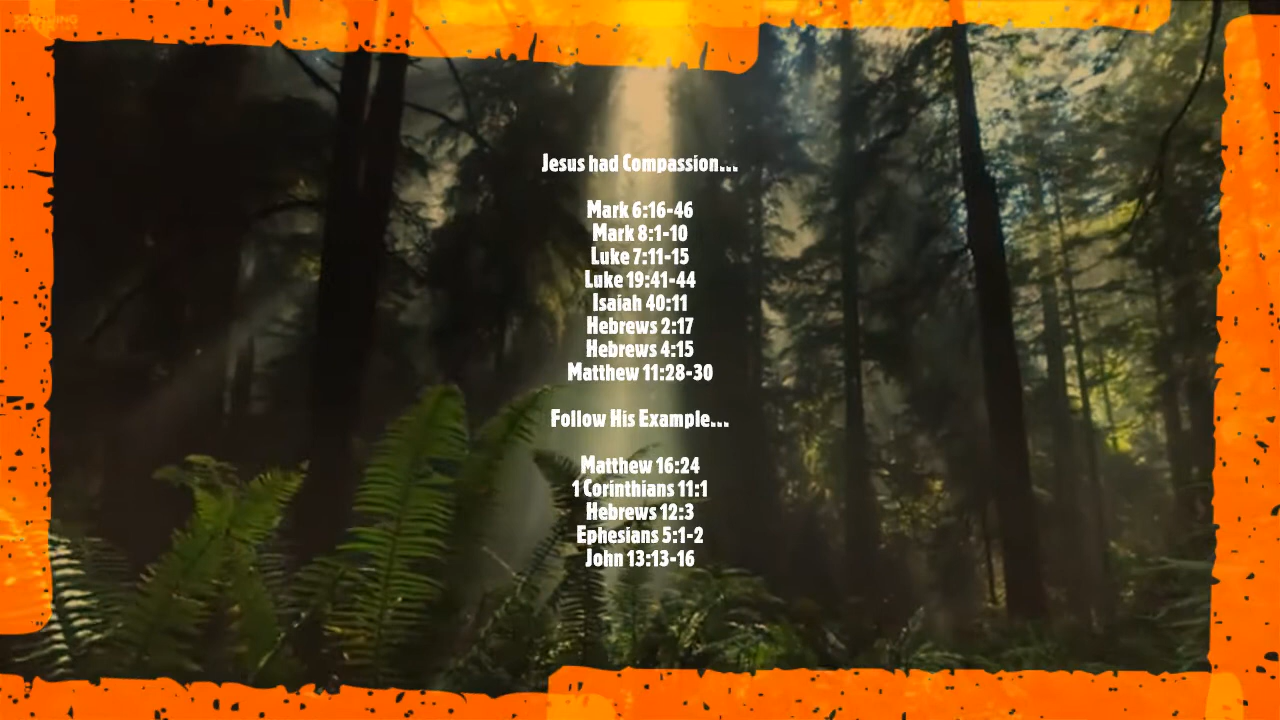 Jesus had Compassion...
Mark 6:16-46
Mark 8:1-10
Luke 7:11-15
Luke 19:41-44
Isaiah 40:11
Hebrews 2:17
Hebrews 4:15
Matthew 11:28-30
Follow His Example...
Matthew 16:24
1 Corinthians 11:1
Hebrews 12:3
Ephesians 5:1-2
John 13:13-16